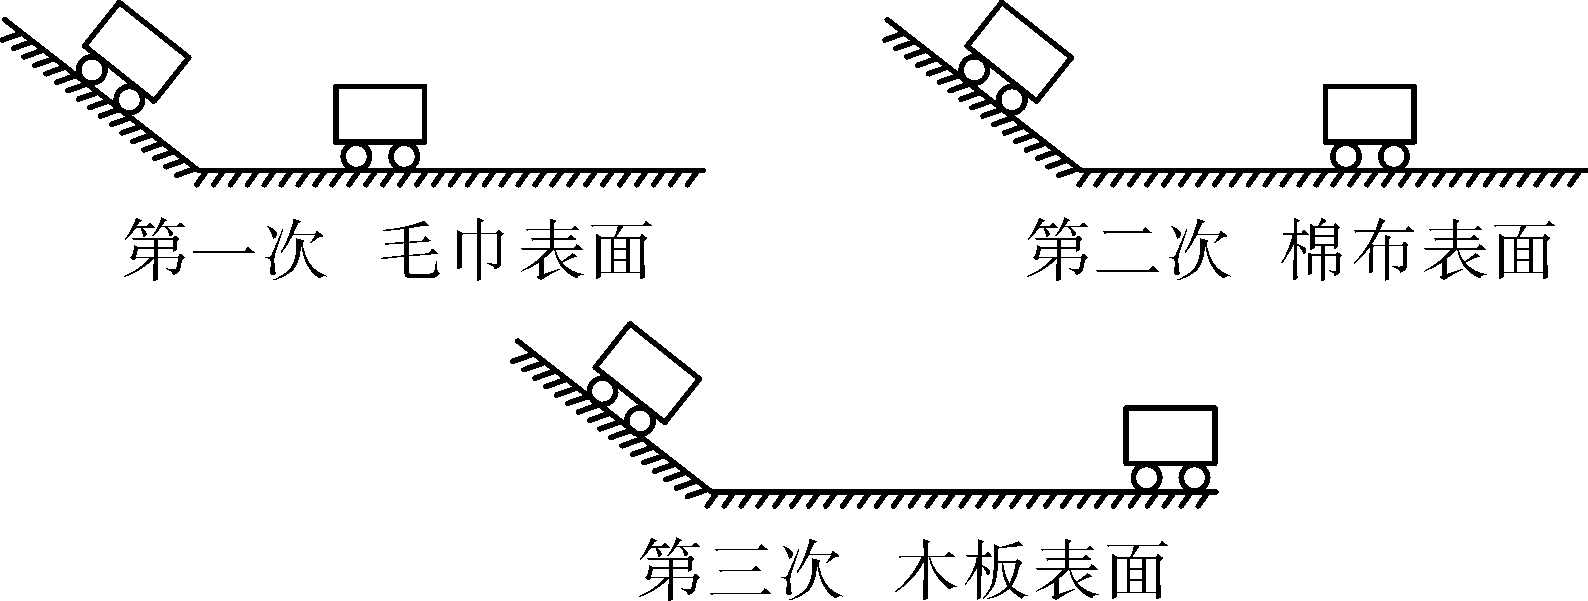 第一次 毛巾表面
第二次 棉布表面
第三次 木板表面